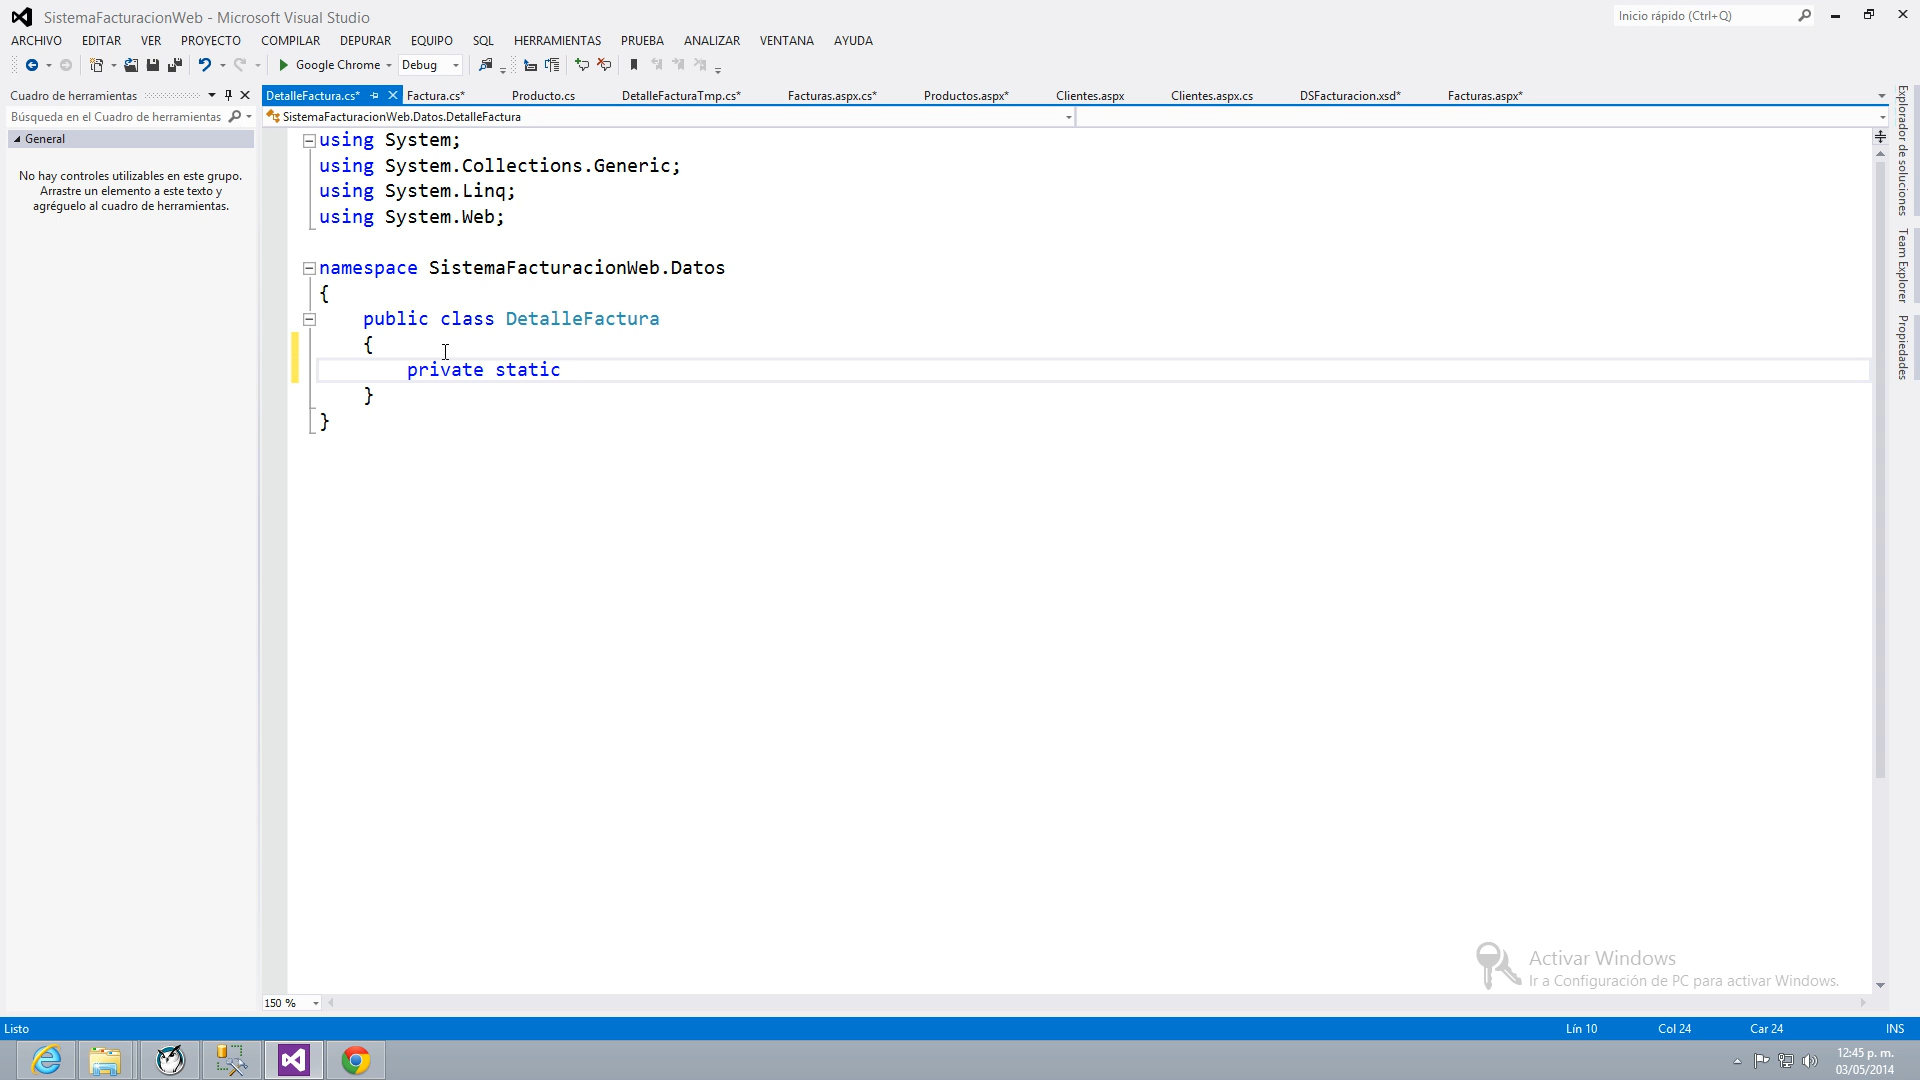 SistemaFacturacionWeb - Microsoft Visual Studio
Inicio rápido (Ctrl+Q)
ARCHIVO EDITAR VER PROYECTO COMPILAR DEPURAR EQUIPO SQL HERRAMIENTAS PRUEBA ANALIZAR VENTANA AYUDA
Google Chrome Debug
Cuadro de herramientas
DetalleFactura.cs* Factura.cs* Producto.cs DetalleFacturaTmp.cs* Facturas.aspx.cs* Productos.aspx* Clientes.aspx Clientes.aspx.cs DSFacturacion.xsd* Facturas.aspx*
Búsqueda en el Cuadro de herramientas
SistemaFacturacionWeb.Datos.DetalleFactura
General
No hay controles utilizables en este grupo.
Arrastre un elemento a este texto y
agréguelo al cuadro de herramientas.
using System;
using System.Collections.Generic;
using System.Linq;
using System.Web;
namespace SistemaFacturacionWeb.Datos
{
public class DetalleFactura
{
private static
}
}
Explorador de soluciones
Team Explorer
Propiedades
Activar Windows
Ir a Configuración de PC para activar Windows.
150 %
Listo
Lín 10 Col 24 Car 24 INS
12:45 p. m.
03/05/2014